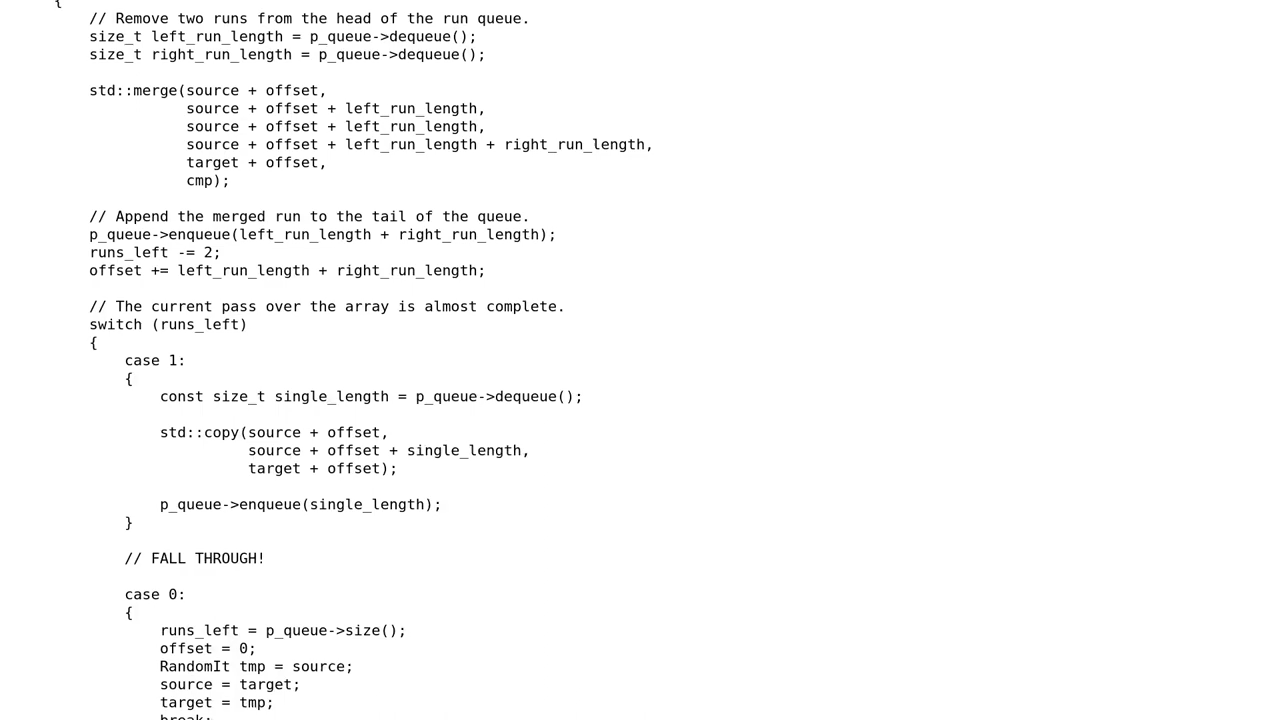 {
    // Remove two runs from the head of the run queue.
    size_t left_run_length = p_queue->dequeue();
    size_t right_run_length = p_queue->dequeue();

    std::merge(source + offset,
               source + offset + left_run_length,
               source + offset + left_run_length,
               source + offset + left_run_length + right_run_length,
               target + offset,
               cmp);

    // Append the merged run to the tail of the queue.
    p_queue->enqueue(left_run_length + right_run_length);
    runs_left -= 2;
    offset += left_run_length + right_run_length;

    // The current pass over the array is almost complete.
    switch (runs_left)
    {
        case 1:
        {
            const size_t single_length = p_queue->dequeue();

            std::copy(source + offset,
                      source + offset + single_length,
                      target + offset);

            p_queue->enqueue(single_length);
        }

        // FALL THROUGH!

        case 0:
        {
            runs_left = p_queue->size();
            offset = 0;
            RandomIt tmp = source;
            source = target;
            target = tmp;
            break;